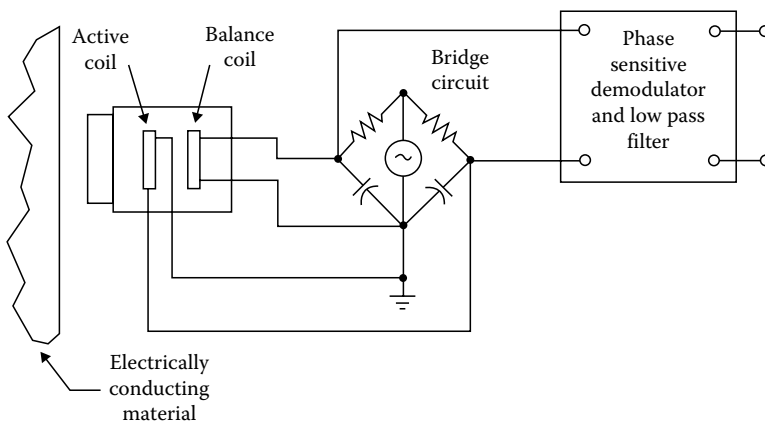 Active
coil
Balance
coil
Bridge
circuit
Phase
sensitive
demodulator
and low pass
filter
Electrically
conducting
material